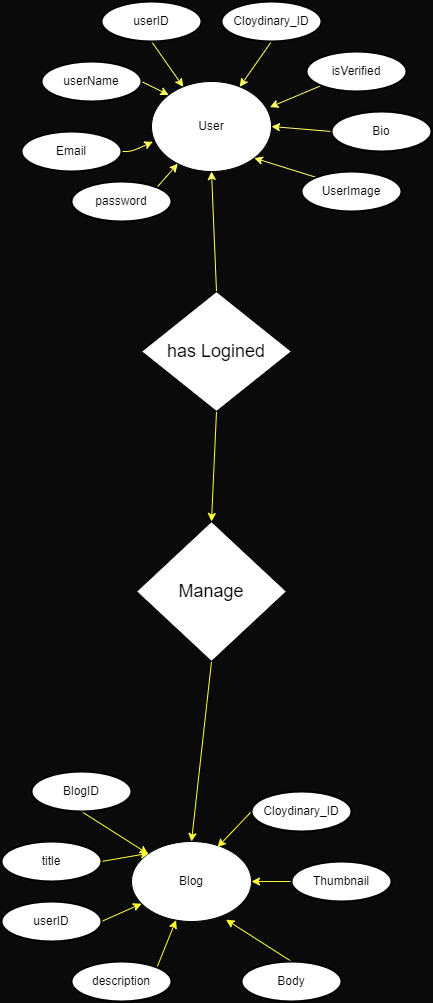 userID
Cloydinary_ID
userName
isVerified
User
Bio
Email
UserImage
password
has Logined
Manage
BlogID
Cloydinary_ID
title
Blog
Thumbnail
userID
description
Body